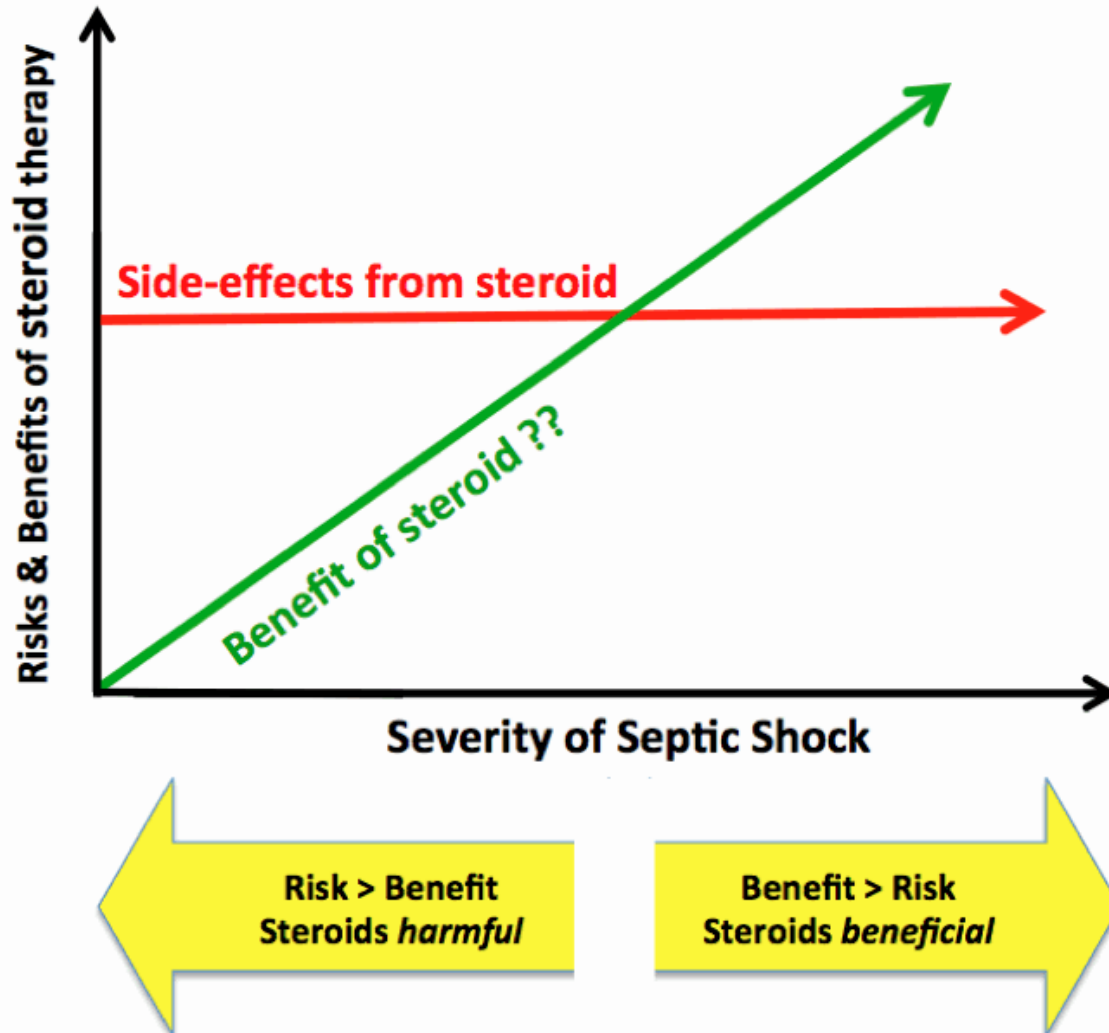 Risks & Benefits of steroid therapy
Side-effects from steroid
Benefit of steroid ??
Severity of Septic Shock
Risk > Benefit
Steroids harmful
Benefit > Risk
Steroids beneficial